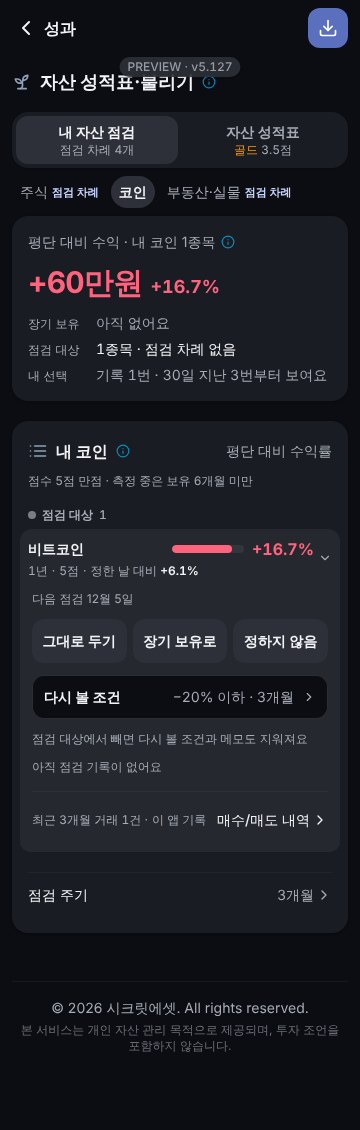 성과
PREVIEW · v5.127
자산 성적표·불리기
내 자산 점검
점검 차례 4개
자산 성적표
골드 3.5점
주식 점검 차례
코인
부동산·실물 점검 차례
평단 대비 수익 · 내 코인 1종목
+60만원 +16.7%
장기 보유 아직 없어요
점검 대상 1종목 · 점검 차례 없음
내 선택 기록 1번 · 30일 지난 3번부터 보여요
내 코인 평단 대비 수익률
점수 5점 만점 · 측정 중은 보유 6개월 미만
점검 대상 1
비트코인 +16.7%
1년 · 5점 · 정한 날 대비 +6.1%
다음 점검 12월 5일
그대로 두기 장기 보유로 정하지 않음
다시 볼 조건 −20% 이하 · 3개월
점검 대상에서 빼면 다시 볼 조건과 메모도 지워져요
아직 점검 기록이 없어요
최근 3개월 거래 1건 · 이 앱 기록 매수/매도 내역
점검 주기 3개월
© 2026 시크릿에셋. All rights reserved.
본 서비스는 개인 자산 관리 목적으로 제공되며, 투자 조언을
포함하지 않습니다.